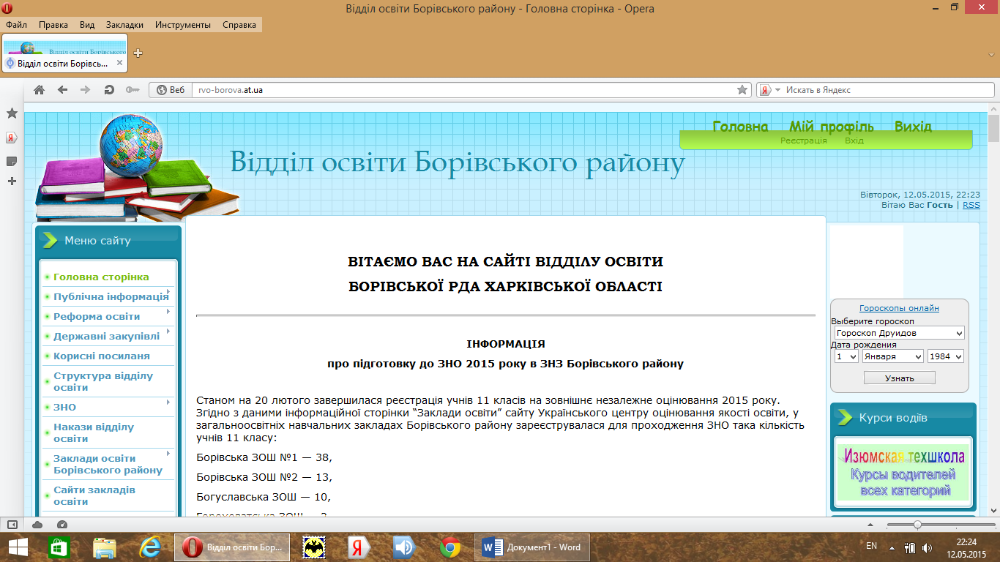 Відділ освіти Борівського району - Головна сторінка - Opera
Файл Правка Вид Закладки Инструменты Справка
Відділ освіти Борівського
Відділ освіти Борівсь...
Веб rvo-borova.at.ua Искать в Яндекс
Головна Мій профіль Вихід
Реєстрація Вхід
Відділ освіти Борівського району
Вівторок, 12.05.2015, 22:23
Вітаю Вас Гость | RSS
Меню сайту
Головна сторінка
Публічна інформація
Реформа освіти
Державні закупівлі
Корисні посиланя
Структура відділу
освіти
ЗНО
Накази відділу
освіти
Заклади освіти
Борівського району
Сайти закладів
освіти
ВІТАЄМО ВАС НА САЙТІ ВІДДІЛУ ОСВІТИ
БОРІВСЬКОЇ РДА ХАРКІВСЬКОЇ ОБЛАСТІ
ІНФОРМАЦІЯ
про підготовку до ЗНО 2015 року в ЗНЗ Борівського району
Станом на 20 лютого завершилася реєстрація учнів 11 класів на зовнішнє незалежне оцінювання 2015 року.
Згідно з даними інформаційної сторінки “Заклади освіти” сайту Українського центру оцінювання якості освіти, у
загальноосвітніх навчальних закладах Борівського району зареєструвалася для проходження ЗНО така кількість
учнів 11 класу:
Борівська ЗОШ №1 — 38,
Борівська ЗОШ №2 — 13,
Богуславська ЗОШ — 10,
Гороховатська ЗОШ — 2
Гороскопы онлайн
Выберите гороскоп
Гороскоп Друидов
Дата рождения
1 Января 1984
Узнать
Курси водіїв
Изюмская техшкола
Курсы водителей
всех категорий
Відділ освіти Бор... Документ1 - Word EN 22:24
12.05.2015